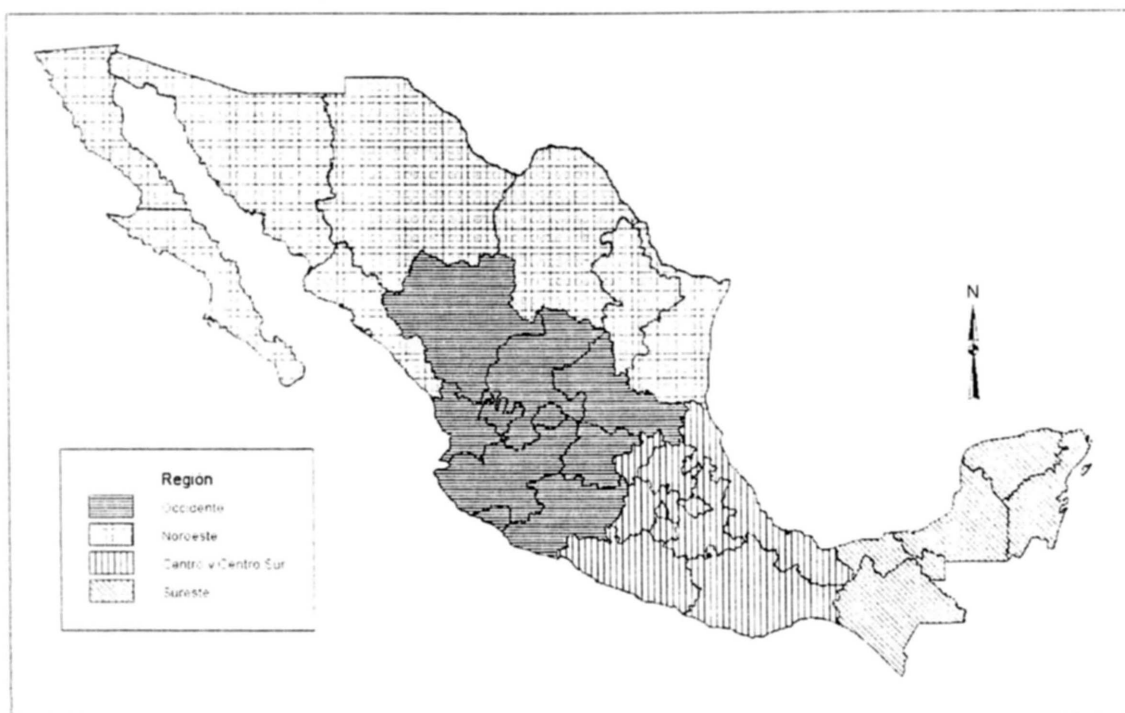 N
Región
Occidente
Noroeste
Centro y Centro Sur
Sureste